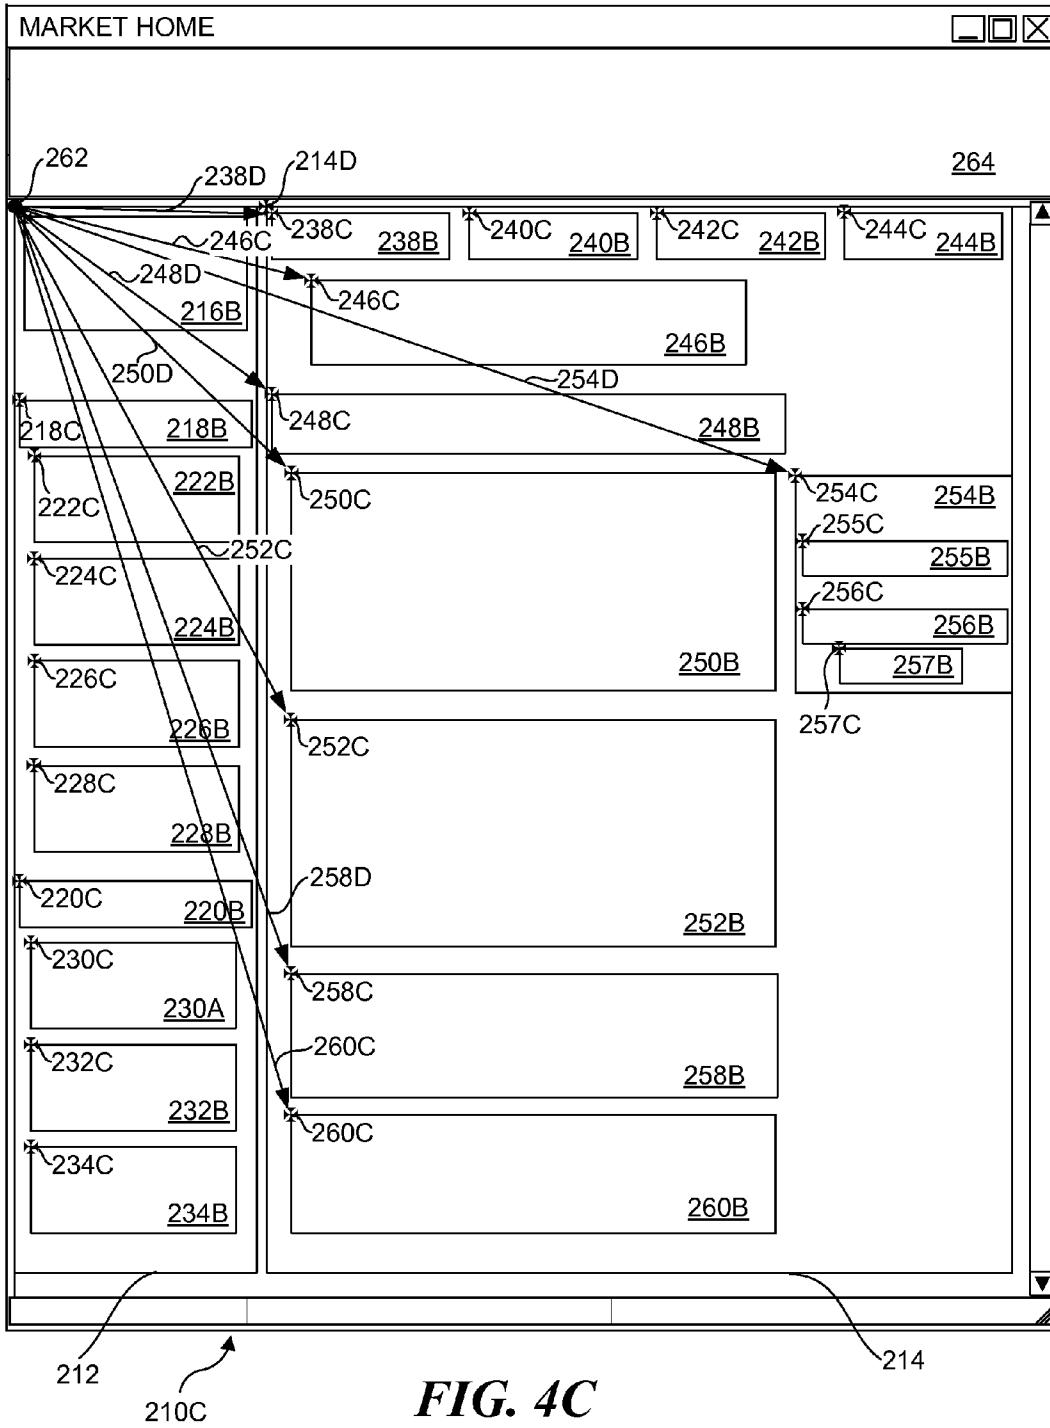 MARKET HOME
264
262
238D
214D
246C
238C
238B
240C
240B
242C
242B
244C
244B
248D
216B
246C
246B
250D
254D
218C
218B
248C
248B
222C
222B
250C
254C
254B
252C
255C
255B
224C
224B
256C
256B
226C
226B
250B
257B
257C
252C
228C
228B
220C
220B
258D
252B
230C
230A
258C
232C
232B
260C
258B
234C
234B
260C
260B
212
210C
214
FIG. 4C